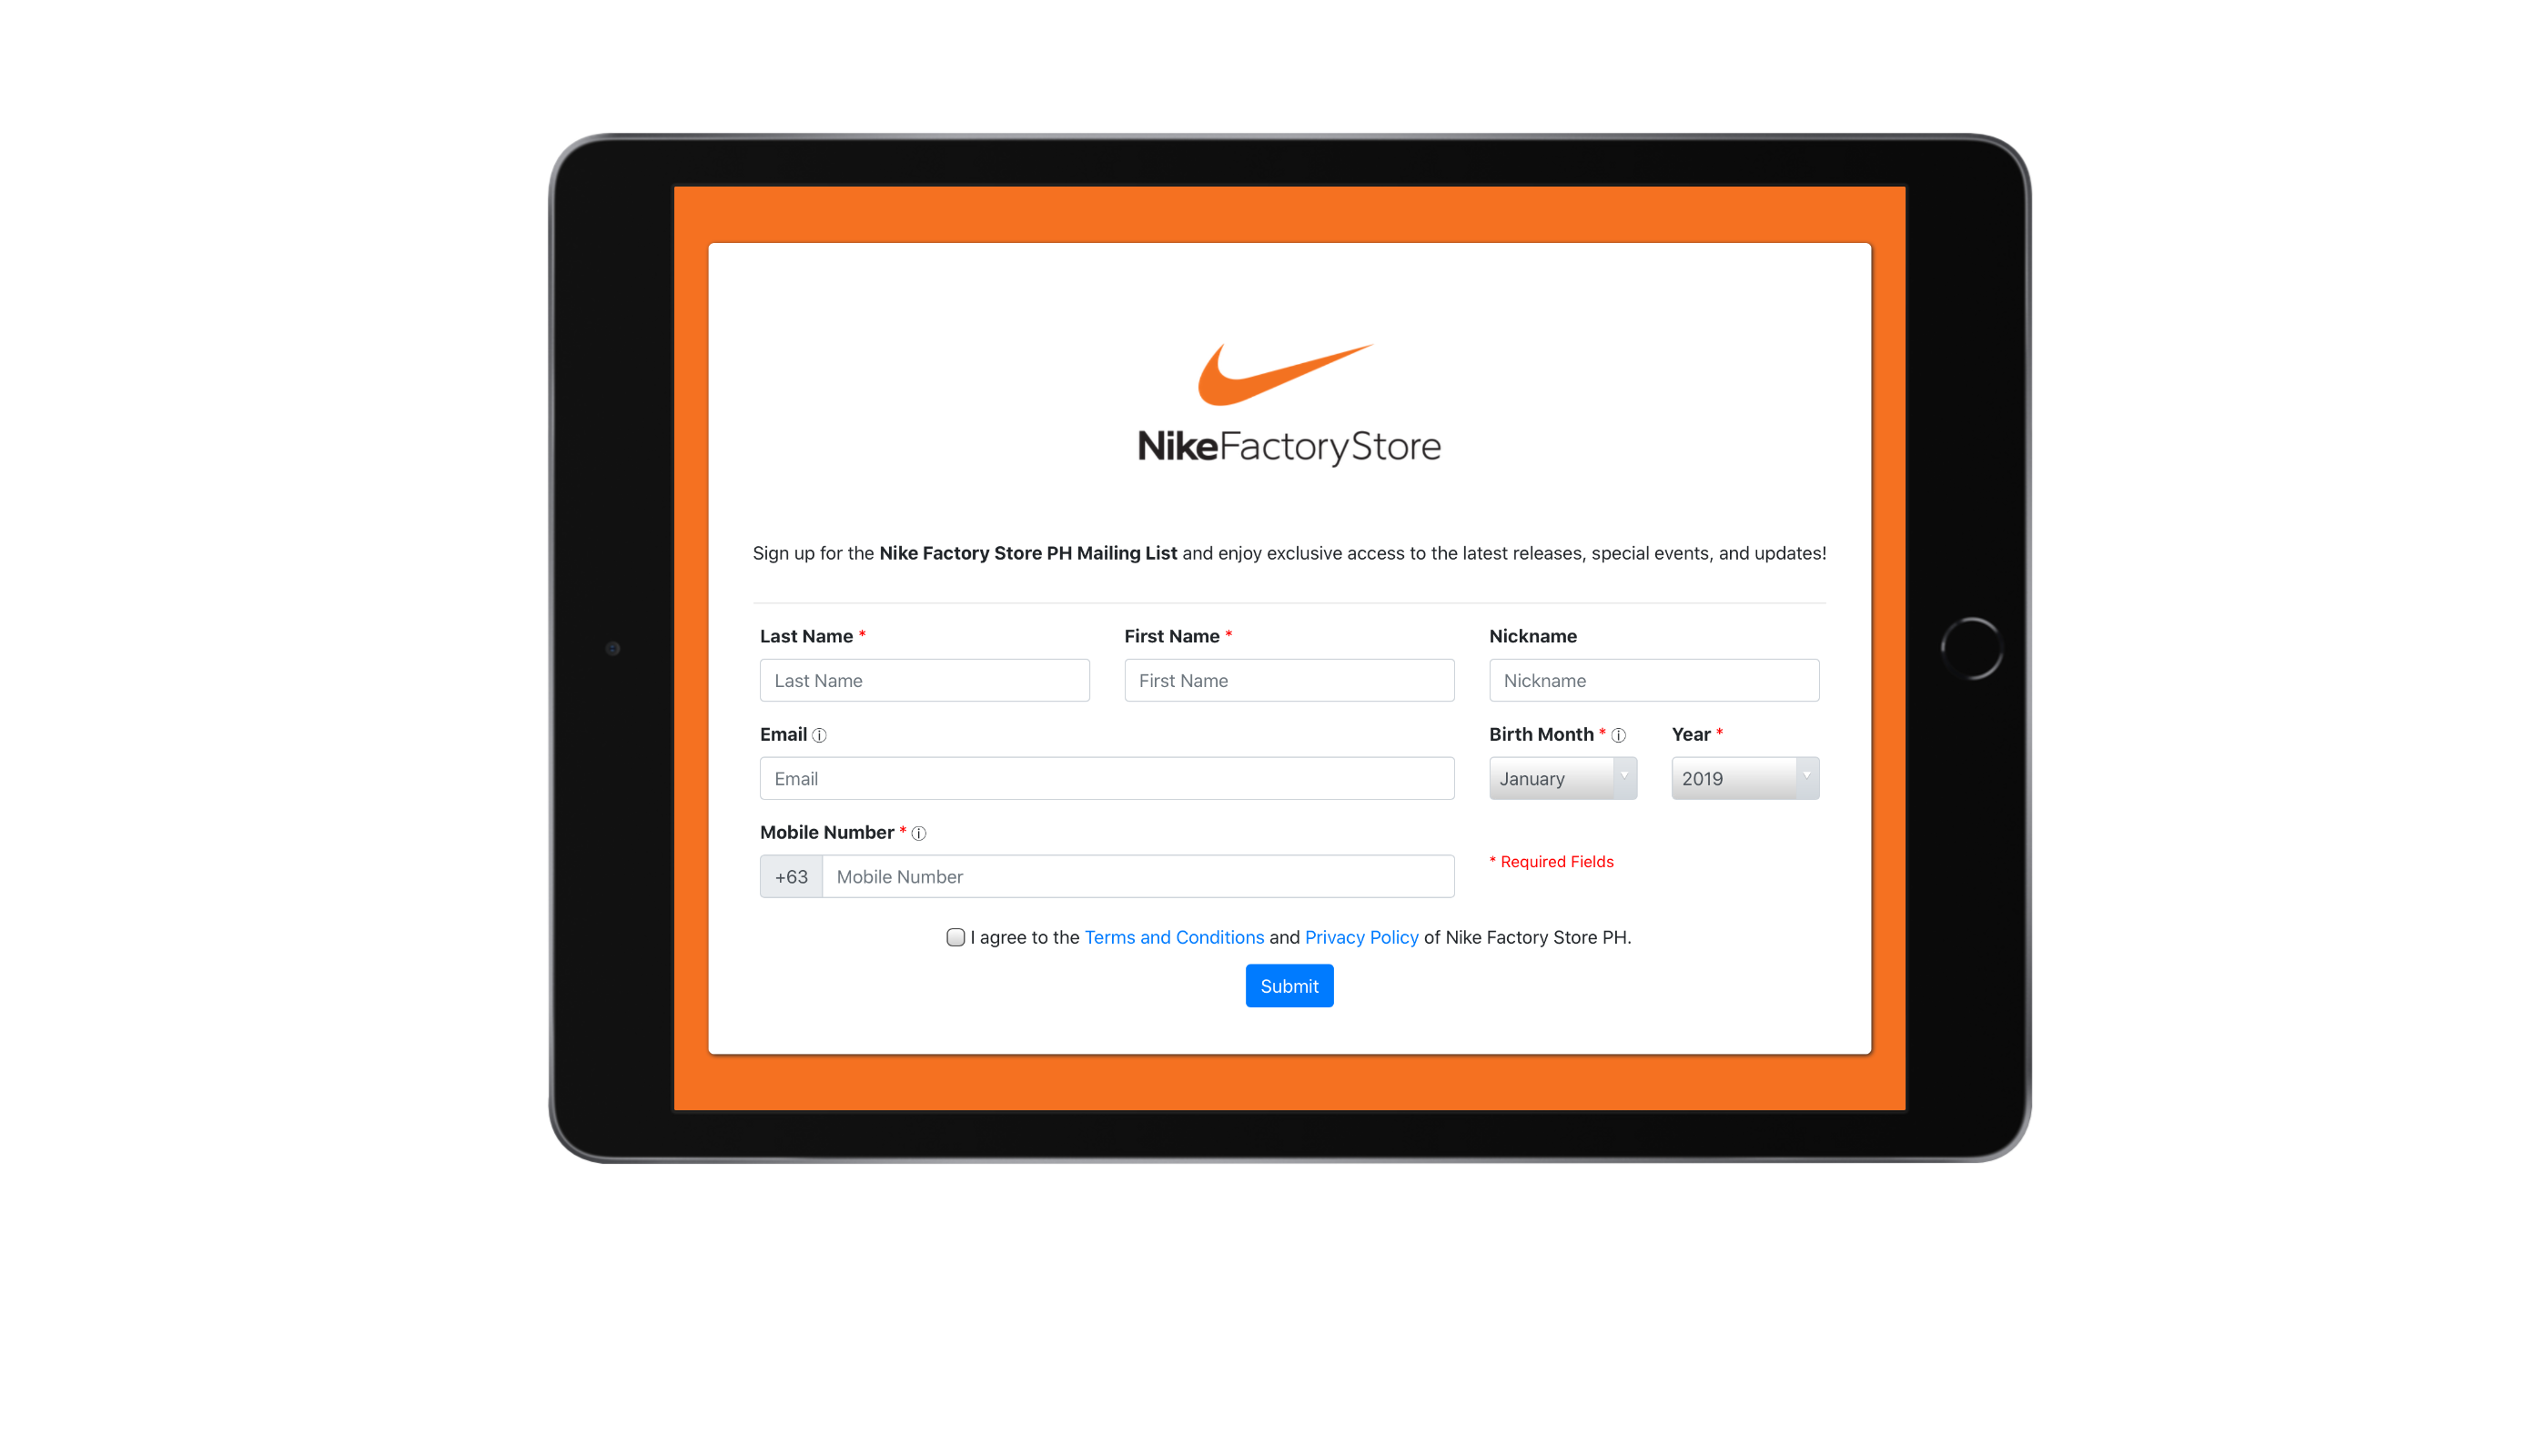 NikeFactoryStore
Sign up for the Nike Factory Store PH Mailing List and enjoy exclusive access to the latest releases, special events, and updates!
Last Name * First Name * Nickname
Last Name First Name Nickname
Email ⓘ Birth Month * ⓘ Year *
Email January 2019
Mobile Number * ⓘ
+63 Mobile Number * Required Fields
I agree to the Terms and Conditions and Privacy Policy of Nike Factory Store PH.
Submit